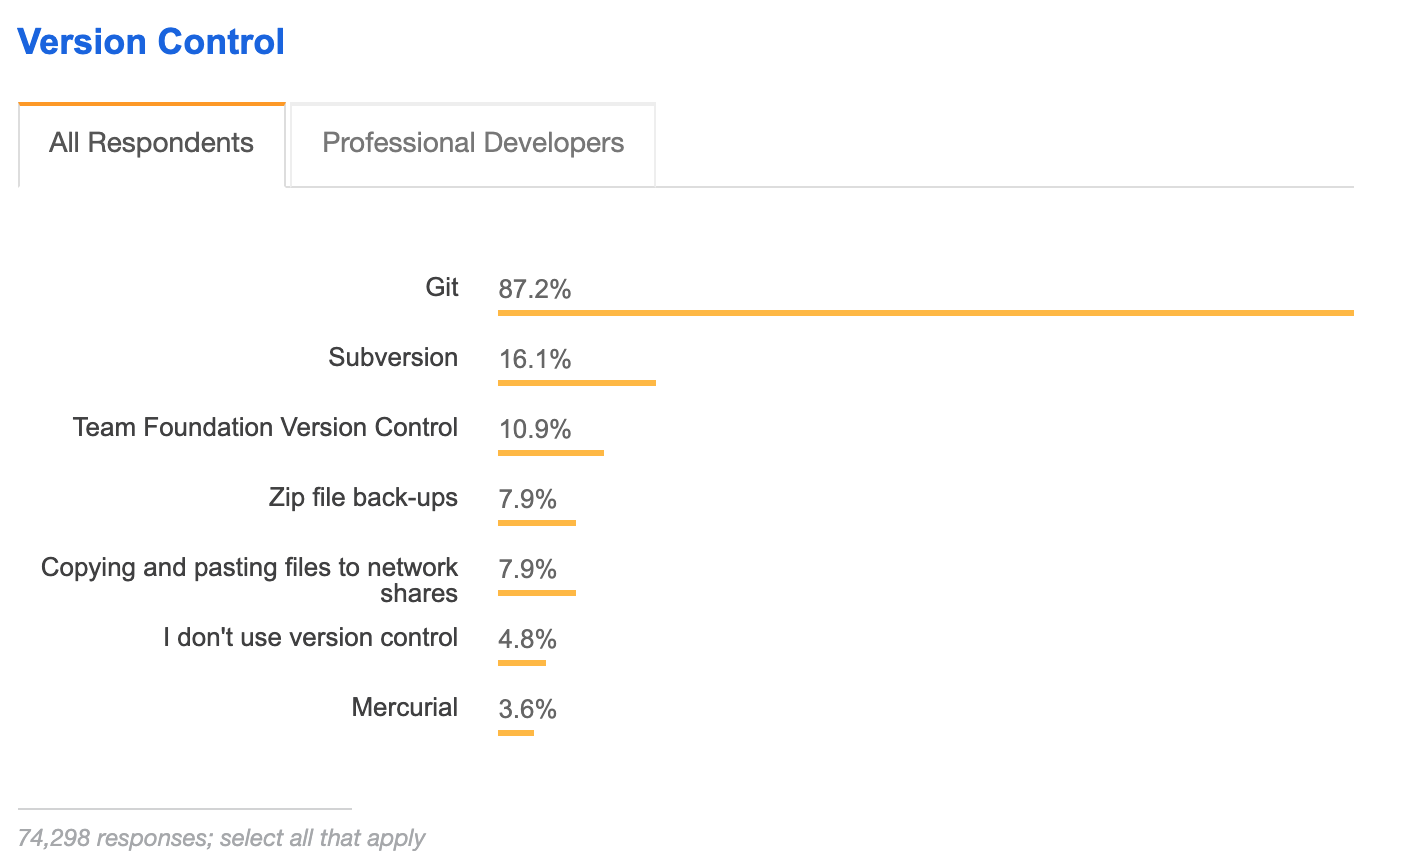 Version Control
All Respondents
Professional Developers
Git 87.2%
Subversion 16.1%
Team Foundation Version Control 10.9%
Zip file back-ups 7.9%
Copying and pasting files to network 7.9%
shares
I don't use version control 4.8%
Mercurial 3.6%
74,298 responses; select all that apply